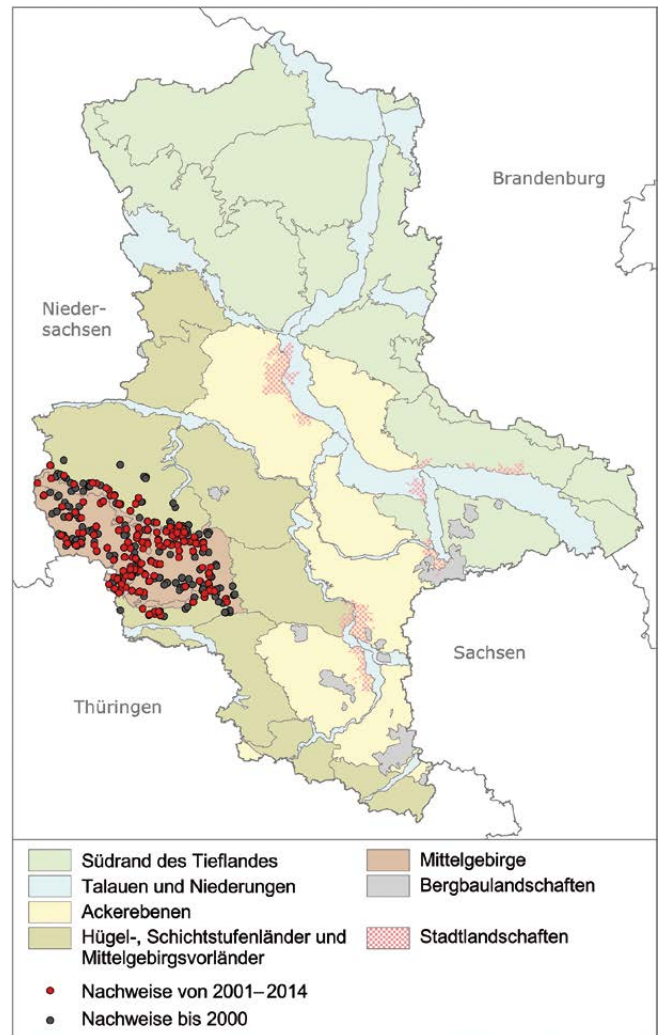 Brandenburg
Nieder-
sachsen
Sachsen
Thüringen
Südrand des Tieflandes
Talauen und Niederungen
Ackerebenen
Hügel-, Schichtstufenländer und
Mittelgebirgsvorländer
Mittelgebirge
Bergbaulandschaften
Stadtlandschaften
Nachweise von 2001–2014
Nachweise bis 2000